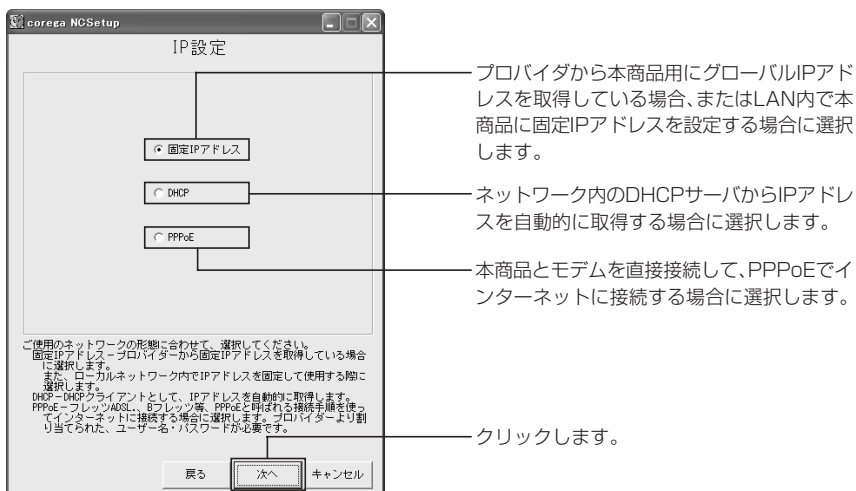 corega NCSetup
IP設定
固定IPアドレス
DHCP
PPPoE
ご使用のネットワークの形態に合わせて、選択してください。
固定IPアドレス－プロバイダーから固定IPアドレスを取得している場合
に選択します。
また、ローカルネットワーク内でIPアドレスを固定して使用する際に
選択します。
DHCP－DHCPクライアントとして、IPアドレスを自動的に取得します。
PPPoE－フレッツADSL、Bフレッツ等、PPPoEと呼ばれる接続手順を使っ
てインターネットに接続する場合に選択します。プロバイダーより割
り当てられた、ユーザー名・パスワードが必要です。
戻る
次へ
キャンセル
プロバイダから本商品用にグローバルIPアド
レスを取得している場合、またはLAN内で本
商品に固定IPアドレスを設定する場合に選択
します。
ネットワーク内のDHCPサーバからIPアドレ
スを自動的に取得する場合に選択します。
本商品とモデムを直接接続して、PPPoEでイ
ンターネットに接続する場合に選択します。
クリックします。